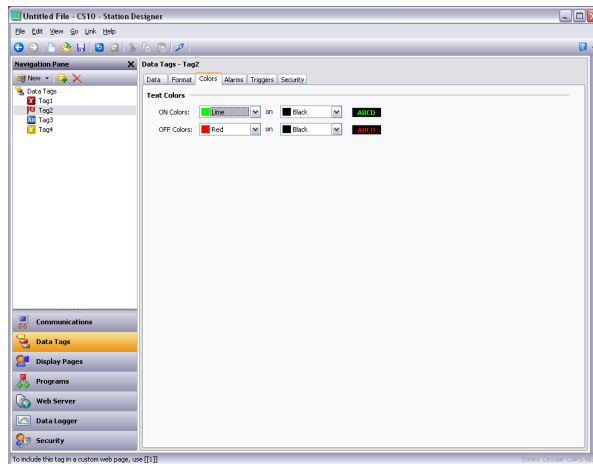 Untitled File - CS10 - Station Designer
File Edit View Go Link Help
Navigation Pane X
New
Data Tags
Tag1
Tag2
Tag3
Tag4
Communications
Data Tags
Display Pages
Programs
Web Server
Data Logger
Security
Data Tags - Tag2
Data Format Colors Alarms Triggers Security
Text Colors
ON Colors: Lime on Black ABCD
OFF Colors: Red on Black ABCD
To include this tag in a custom web page, use [[1]]
Errors Circular CAPS